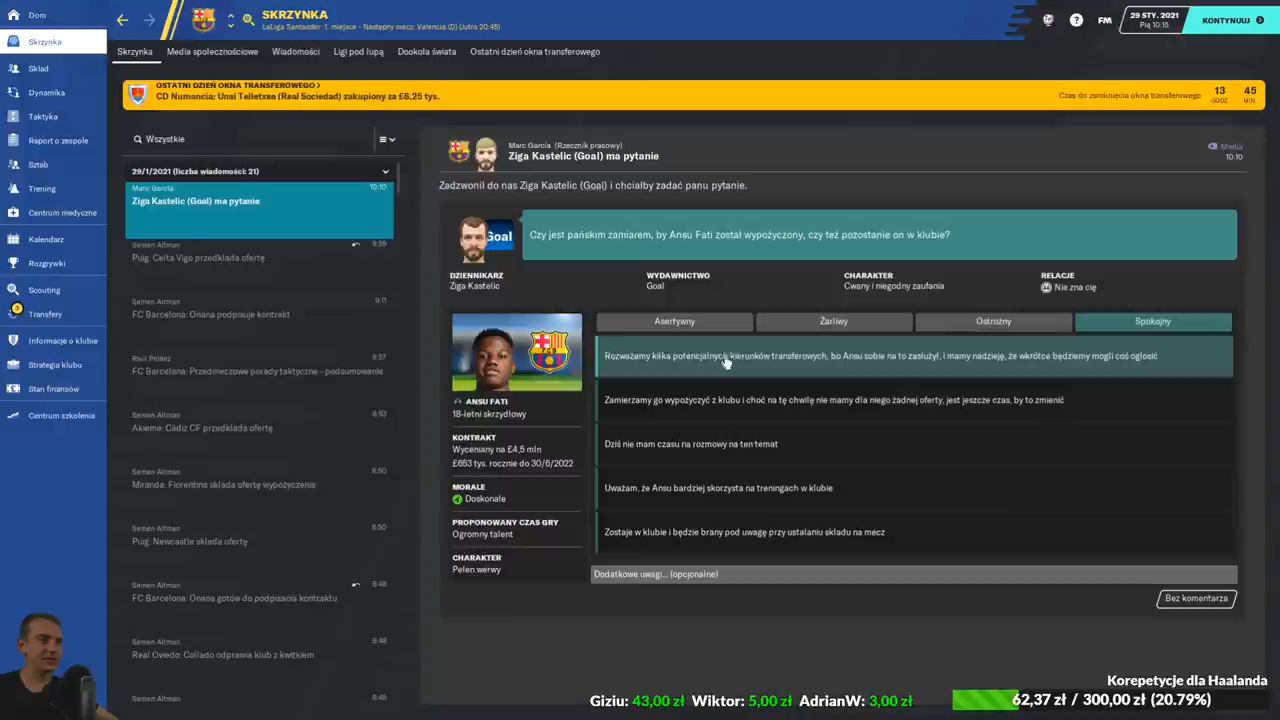 Dom
Skrzynka
Skład
Dynamika
Taktyka
Raport o zespole
Sztab
Trening
Centrum medyczne
Kalendarz
Rozgrywki
Scouting
3
Transfery
Informacje o klubie
Strategia klubu
Stan finansów
Centrum szkolenia
SKRZYNKA
LaLiga Santander 1. miejsce - Następny mecz: Valencia (D) (Jutro 20:45)
FM
29 STY. 2021
Pią 10:15
KONTYNUUJ
Skrzynka
Media społecznościowe
Wiadomości
Ligi pod lupą
Dookoła świata
Ostatni dzień okna transferowego
OSTATNI DZIEŃ OKNA TRANSFEROWEGO >
CD Numancia: Unai Telletxea (Real Sociedad) zakupiony za £8,25 tys.
Czas do zamknięcia okna transferowego
13
GODZ
45
MIN
Wszystkie
29/1/2021 (liczba wiadomości: 21)
Marc García 10:10
Ziga Kastelic (Goal) ma pytanie
Semen Altman 9:59
Puig: Celta Vigo przedkłada ofertę
Semen Altman 9:11
FC Barcelona: Onana podpisuje kontrakt
Raúl Peláez 8:57
FC Barcelona: Przedmeczowe porady taktyczne - podsumowanie
Semen Altman 8:53
Akieme: Cádiz CF przedkłada ofertę
Semen Altman 8:50
Miranda: Fiorentina składa ofertę wypożyczenia
Semen Altman 8:50
Puig: Newcastle składa ofertę
Semen Altman 8:48
FC Barcelona: Onana gotów do podpisania kontraktu
Semen Altman 8:48
Real Oviedo: Collado odprawia klub z kwitkiem
Semen Altman 8:48
Marc García (Rzecznik prasowy)
Ziga Kastelic (Goal) ma pytanie
Media
10:10
Zadzwonił do nas Ziga Kastelic (Goal) i chciałby zadać panu pytanie.
Goal
Czy jest pańskim zamiarem, by Ansu Fati został wypożyczony, czy też pozostanie on w klubie?
DZIENNIKARZ
Ziga Kastelic
WYDAWNICTWO
Goal
CHARAKTER
Cwany i niegodny zaufania
RELACJE
Nie zna cię
Asertywny
Żarliwy
Ostrożny
Spokojny
Rozważamy kilka potencjalnych kierunków transferowych, bo Ansu sobie na to zasłużył, i mamy nadzieję, że wkrótce będziemy mogli coś ogłosić
Zamierzamy go wypożyczyć z klubu i choć na tę chwilę nie mamy dla niego żadnej oferty, jest jeszcze czas, by to zmienić
Dziś nie mam czasu na rozmowy na ten temat
Uważam, że Ansu bardziej skorzysta na treningach w klubie
Zostaje w klubie i będzie brany pod uwagę przy ustalaniu składu na mecz
Dodatkowe uwagi... (opcjonalne)
Bez komentarza
ANSU FATI
18-letni skrzydłowy
KONTRAKT
Wyceniany na £4,5 mln
£653 tys. rocznie do 30/6/2022
MORALE
Doskonałe
PROPONOWANY CZAS GRY
Ogromny talent
CHARAKTER
Pełen werwy
Korepetycje dla Haalanda
Giziu: 43,00 zł Wiktor: 5,00 zł AdrianW: 3,00 zł
62,37 zł / 300,00 zł (20.79%)